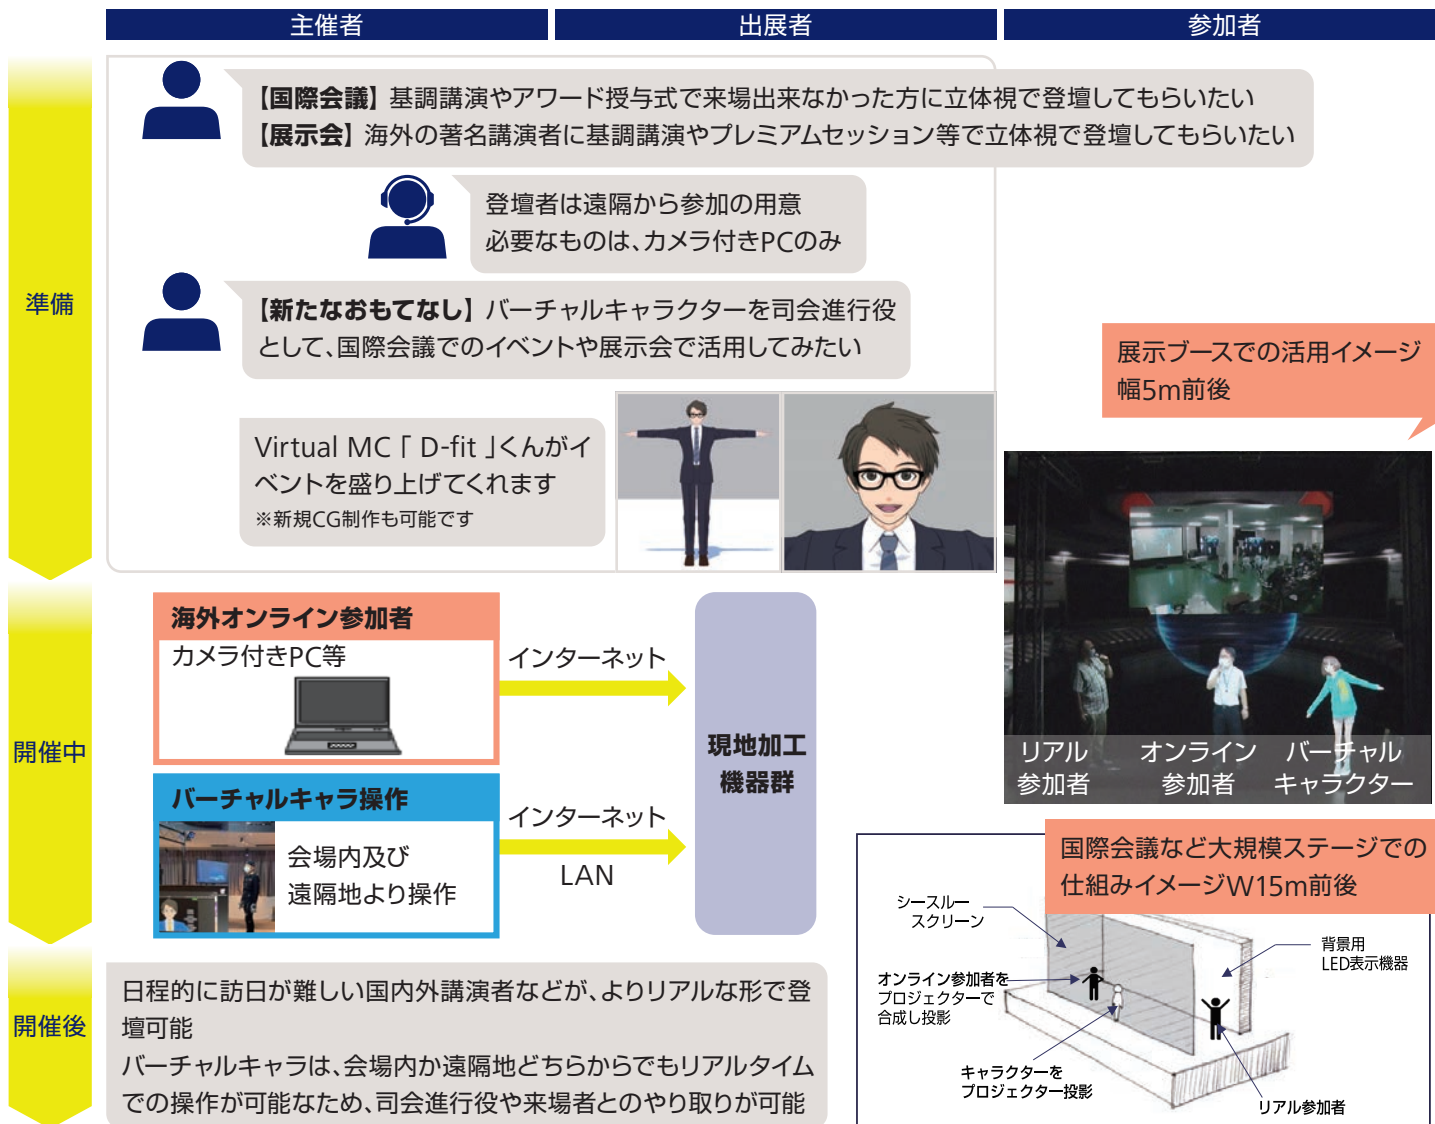 主催者
出展者
参加者
準備
【国際会議】基調講演やアワード授与式で来場出来なかった方に立体視で登壇してもらいたい
【展示会】海外の著名講演者に基調講演やプレミアムセッション等で立体視で登壇してもらいたい
登壇者は遠隔から参加の用意
必要なものは、カメラ付きPCのみ
【新たなおもてなし】バーチャルキャラクターを司会進行役
として、国際会議でのイベントや展示会で活用してみたい
Virtual MC「 D-fit 」くんがイ
ベントを盛り上げてくれます
※新規CG制作も可能です
展示ブースでの活用イメージ
幅5m前後
リアル
参加者
オンライン
参加者
バーチャル
キャラクター
開催中
海外オンライン参加者
カメラ付きPC等
インターネット
バーチャルキャラ操作
会場内及び
遠隔地より操作
インターネット
LAN
現地加工
機器群
国際会議など大規模ステージでの
仕組みイメージW15m前後
シースルー
スクリーン
背景用
LED表示機器
オンライン参加者を
プロジェクターで
合成し投影
キャラクターを
プロジェクター投影
リアル参加者
開催後
日程的に訪日が難しい国内外講演者などが、よりリアルな形で登
壇可能
バーチャルキャラは、会場内か遠隔地どちらからでもリアルタイム
での操作が可能なため、司会進行役や来場者とのやり取りが可能